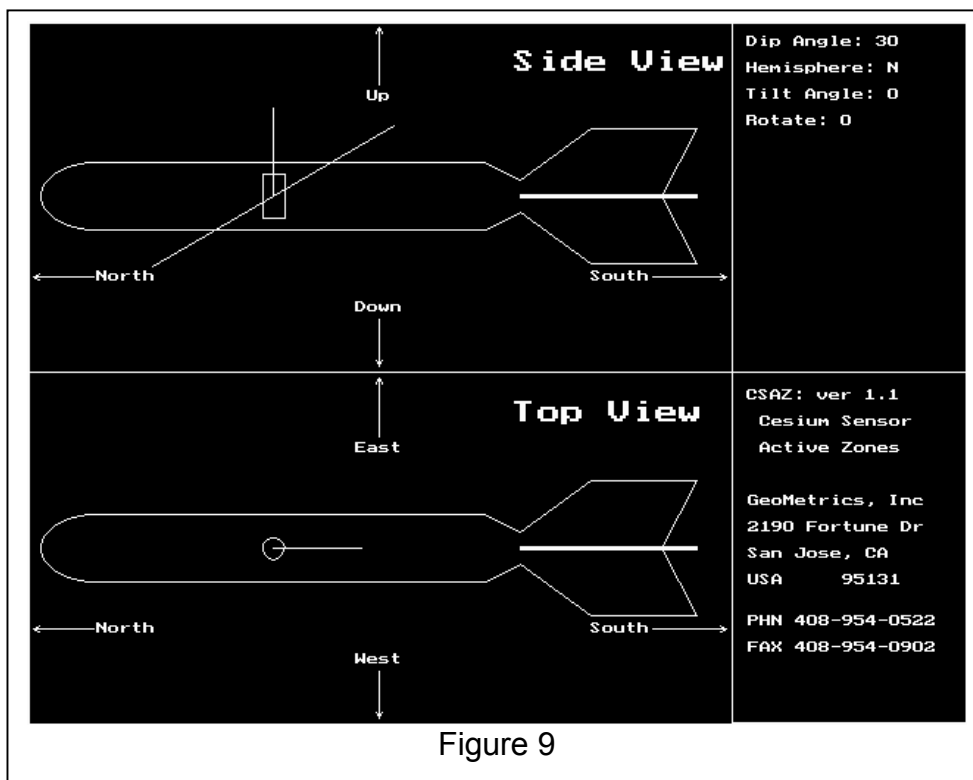 Side View
Up
North
South
Down
Dip Angle: 30
Hemisphere: N
Tilt Angle: 0
Rotate: 0
Top View
East
North
South
West
CSAZ: ver 1.1
Cesium Sensor
Active Zones
GeoMetrics, Inc
2190 Fortune Dr
San Jose, CA
USA 95131
PHN 408-954-0522
FAX 408-954-0902
Figure 9